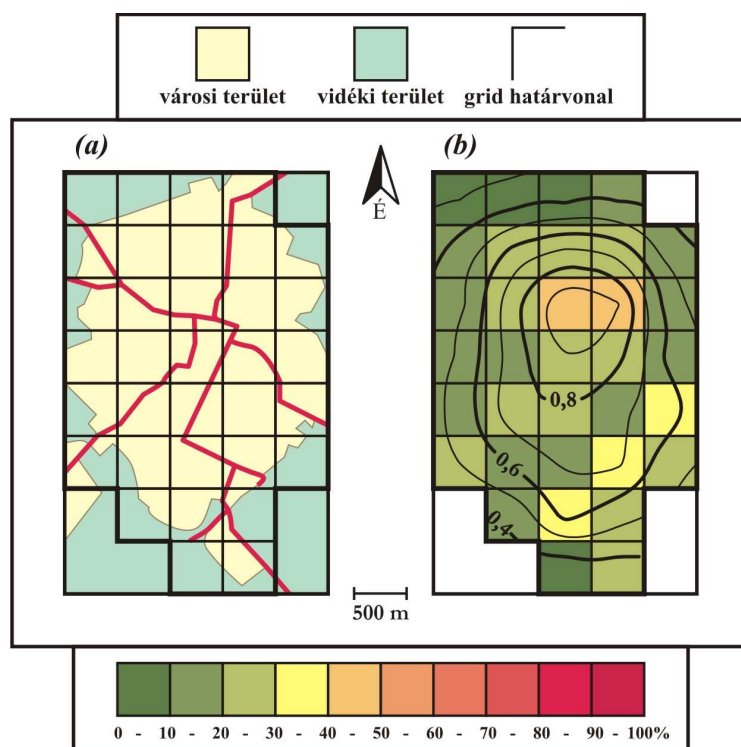 városi terület vidéki terület grid határvonal
(a) (b)
É
0,8
0,6
0,4
500 m
0 - 10 - 20 - 30 - 40 - 50 - 60 - 70 - 80 - 90 - 100%